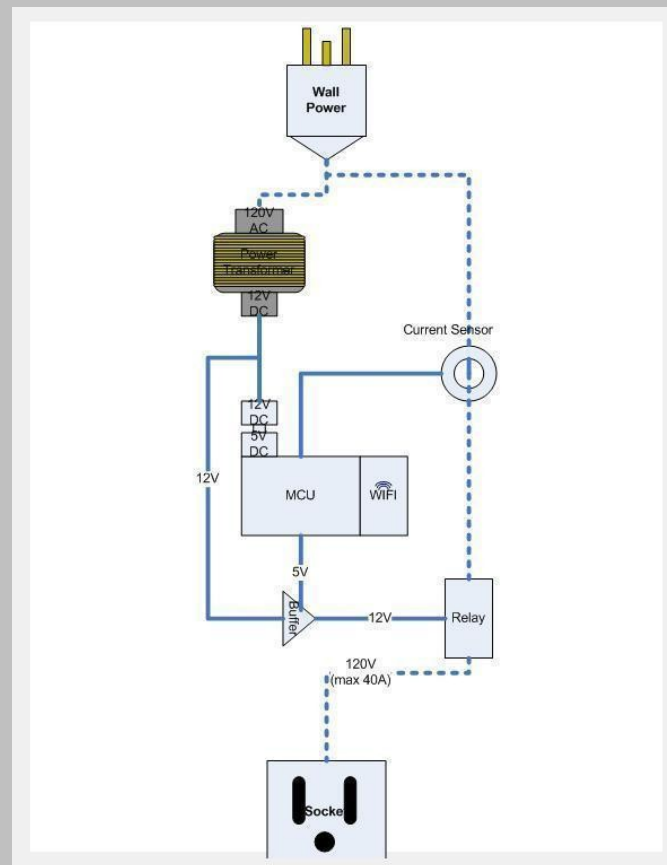 Wall
Power
120V
AC
Power
Transformer
12V
DC
Current Sensor
12V
DC
5V
DC
12V
MCU
WIFI
5V
Buffer
12V
Relay
120V
(max 40A)
Socke